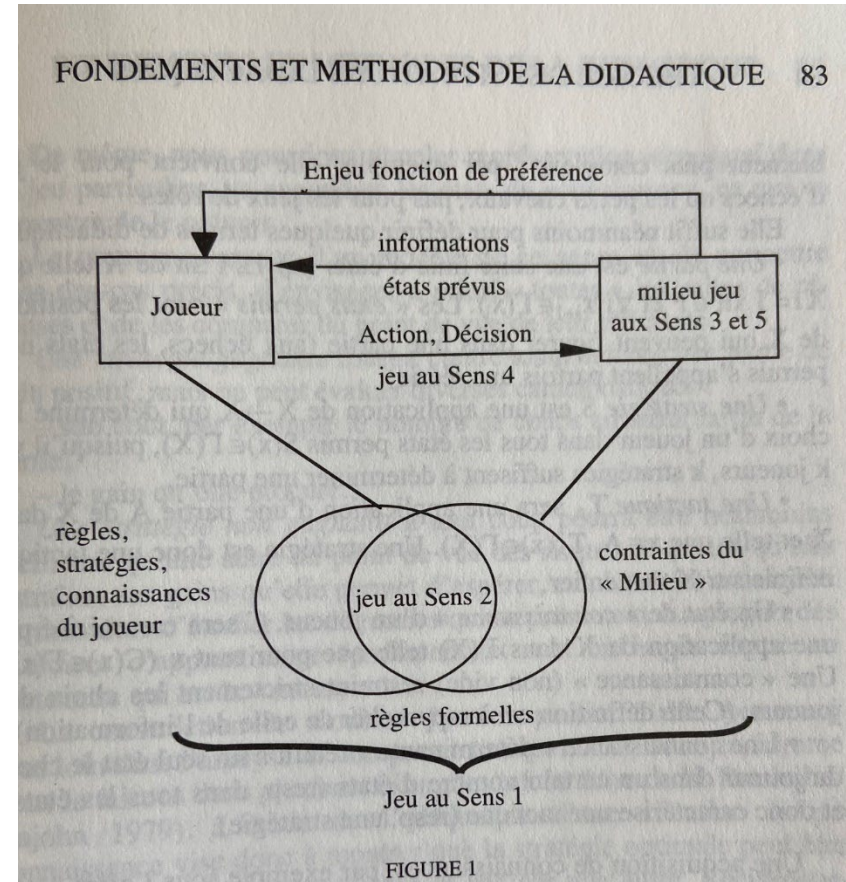 FONDEMENTS ET METHODES DE LA DIDACTIQUE 83
Enjeu fonction de préférence
informations
états prévus
Joueur
milieu jeu
aux Sens 3 et 5
Action, Décision
jeu au Sens 4
règles,
stratégies,
connaissances
du joueur
jeu au Sens 2
contraintes du
« Milieu »
règles formelles
Jeu au Sens 1
FIGURE 1